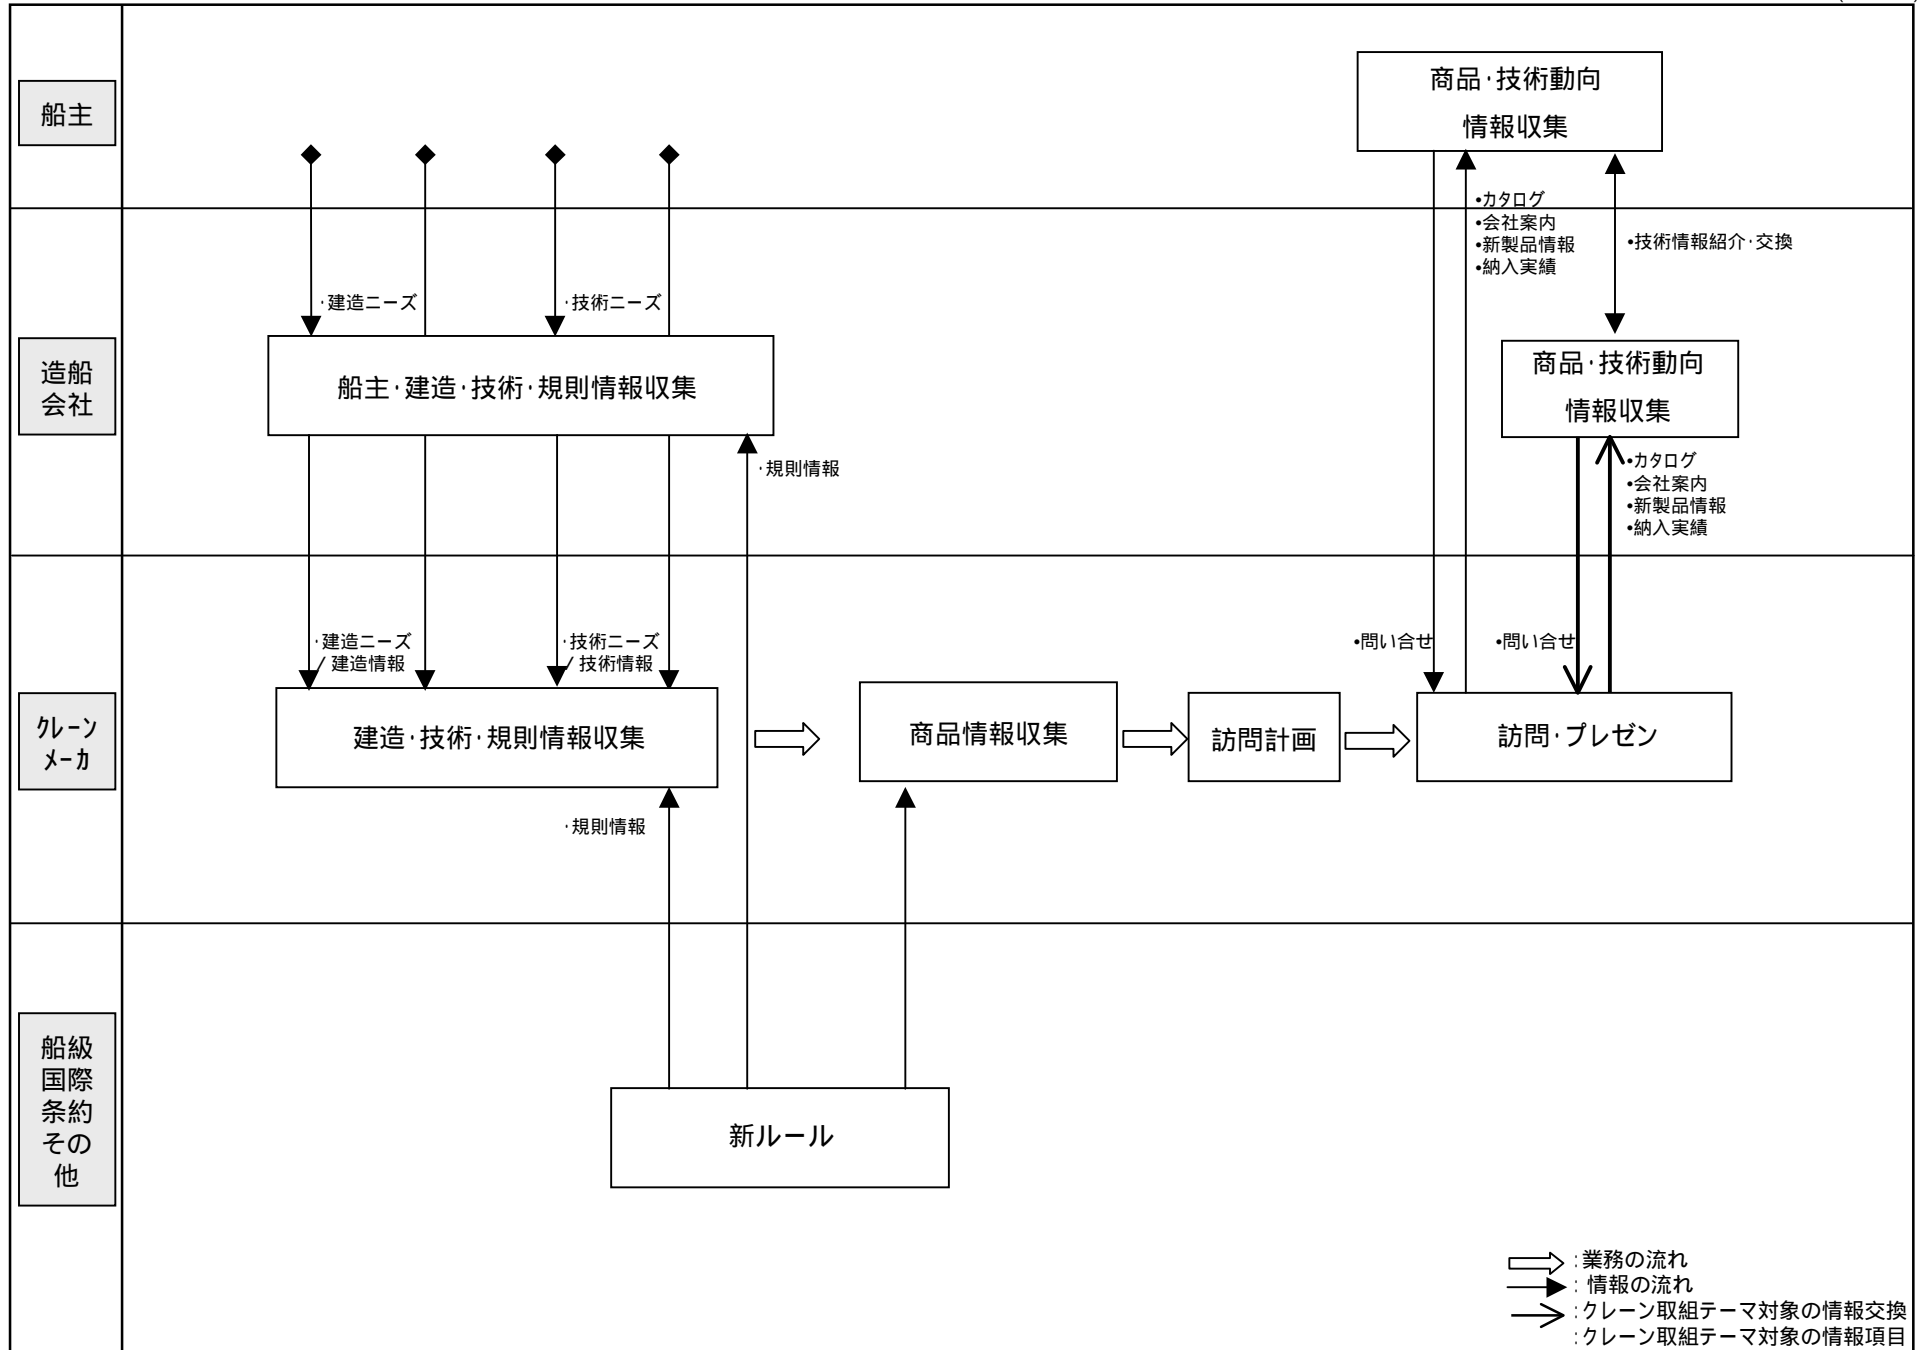 船主
商品・技術動向
情報収集
•カタログ
•会社案内
•新製品情報
•納入実績
•技術情報紹介・交換
・建造ニーズ
・技術ニーズ
造船
会社
船主・建造・技術・規則情報収集
商品・技術動向
情報収集
・規則情報
•カタログ
•会社案内
•新製品情報
•納入実績
・建造ニーズ
/ 建造情報
・技術ニーズ
/ 技術情報
•問い合せ
•問い合せ
ｸﾚｰﾝ
ﾒｰｶ
建造・技術・規則情報収集
商品情報収集
訪問計画
訪問・プレゼン
・規則情報
船級
国際
条約
その
他
新ルール
：業務の流れ
：情報の流れ
：クレーン取組テーマ対象の情報交換
：クレーン取組テーマ対象の情報項目